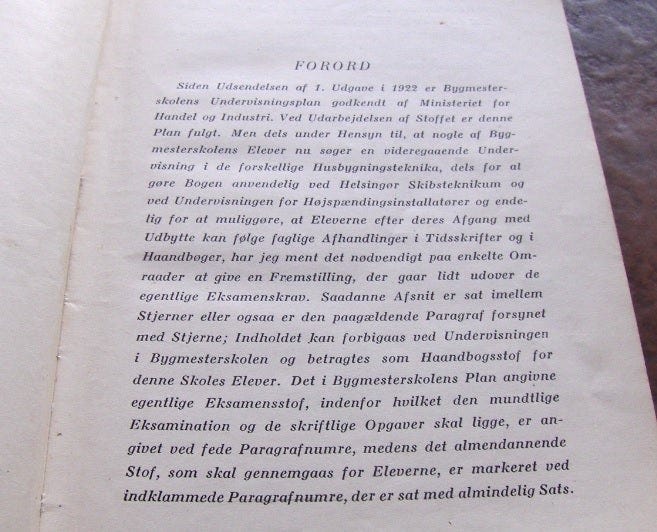 FORORD
Siden Udsendelsen af 1. Udgave i 1922 er Bygmester-
skolens Undervisningsplan godkendt af Ministeriet for
Handel og Industri. Ved Udarbejdelsen af Stoffet er denne
Plan fulgt. Men dels under Hensyn til, at nogle af Byg-
mesterskolens Elever nu søger en videregaaende Under-
visning i de forskellige Husbygningsteknika, dels for at
gøre Bogen anvendelig ved Helsingør Skibsteknikum og
ved Undervisningen for Højspændingsinstallatører og ende-
lig for at muliggøre, at Eleverne efter deres Afgang med
Udbytte kan følge faglige Afhandlinger i Tidsskrifter og i
Haandbøger, har jeg ment det nødvendigt paa enkelte Om-
raader at give en Fremstilling, der gaar lidt udover de
egentlige Eksamenskrav. Saadanne Afsnit er sat imellem
Stjerner eller ogsaa er den paagældende Paragraf forsynet
med Stjerne; Indholdet kan forbigaas ved Undervisningen
i Bygmesterskolen og betragtes som Haandbogsstof for
denne Skoles Elever. Det i Bygmesterskolens Plan angivne
egentlige Eksamensstof, indenfor hvilket den mundtlige
Eksamination og de skriftlige Opgaver skal ligge, er an-
givet ved fede Paragrafnumre, medens det almendannende
Stof, som skal gennemgaas for Eleverne, er markeret ved
indklammede Paragrafnumre, der er sat med almindelig Sats.